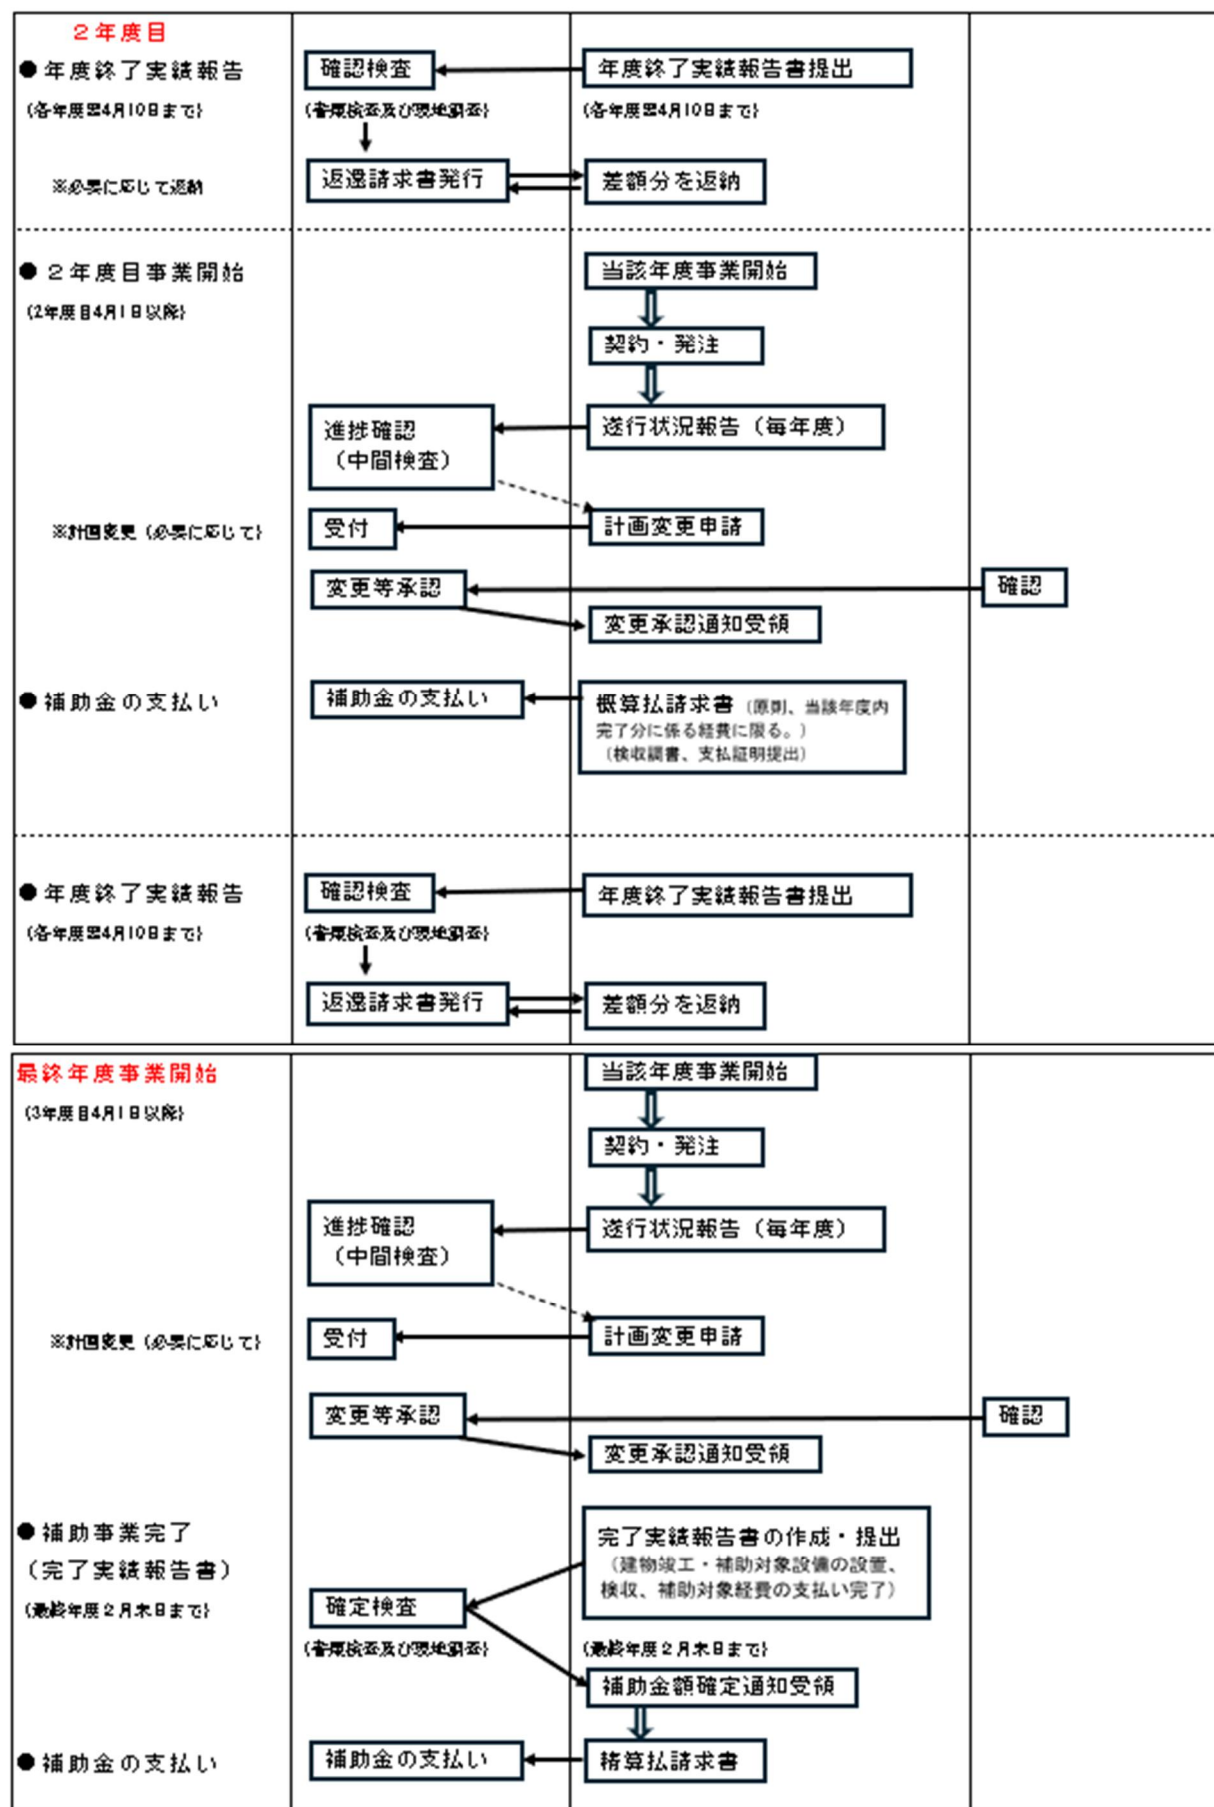 ２年度目
●年度終了実績報告
確認検査
年度終了実績報告書提出
(各年度翌4月10日まで)
(書類検査及び現地調査)
(各年度翌4月10日まで)
※必要に応じて返納
返還請求書発行
差額分を返納
●２年度目事業開始
当該年度事業開始
(2年度目4月1日以降)
契約・発注
進捗確認
（中間検査）
遂行状況報告（毎年度）
※計画変更（必要に応じて）
受付
計画変更申請
変更等承認
確認
変更承認通知受領
●補助金の支払い
補助金の支払い
概算払請求書（原則、当該年度内
完了分に係る経費に限る。）
（検収調書、支払証明提出）
●年度終了実績報告
確認検査
年度終了実績報告書提出
(各年度翌4月10日まで)
(書類検査及び現地調査)
返還請求書発行
差額分を返納
最終年度事業開始
当該年度事業開始
(3年度目4月1日以降)
契約・発注
進捗確認
（中間検査）
遂行状況報告（毎年度）
※計画変更（必要に応じて）
受付
計画変更申請
変更等承認
確認
変更承認通知受領
●補助事業完了
（完了実績報告書）
(最終年度２月末日まで)
完了実績報告書の作成・提出
（建物竣工・補助対象設備の設置、
検収、補助対象経費の支払い完了）
確定検査
(書類検査及び現地調査)
(最終年度２月末日まで)
補助金額確定通知受領
●補助金の支払い
補助金の支払い
精算払請求書